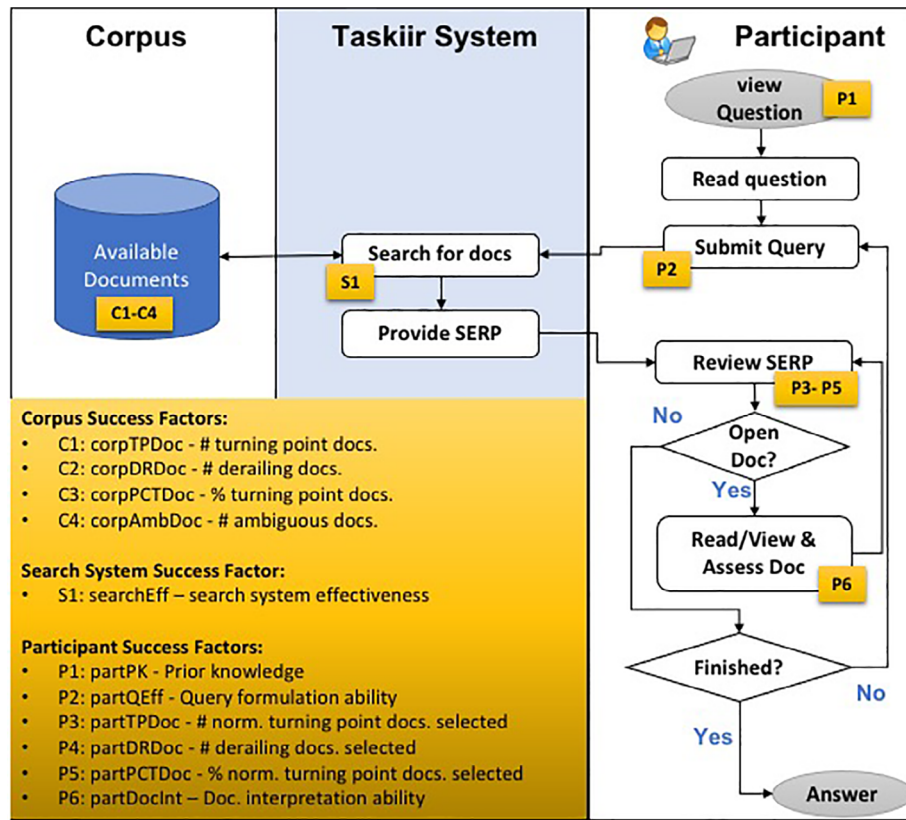 Corpus
Taskiir System
Participant
view
Question
P1
Read question
Submit Query
P2
Search for docs
S1
Available
Documents
C1-C4
Provide SERP
Review SERP
P3- P5
No
Open
Doc?
Yes
Read/View &
Assess Doc
P6
Finished?
No
Yes
Answer
Corpus Success Factors:
• C1: corpTPDoc - # turning point docs.
• C2: corpDRDoc - # derailing docs.
• C3: corpPCTDoc - % turning point docs.
• C4: corpAmbDoc - # ambiguous docs.
Search System Success Factor:
• S1: searchEff – search system effectiveness
Participant Success Factors:
• P1: partPK - Prior knowledge
• P2: partQEff - Query formulation ability
• P3: partTPDoc - # norm. turning point docs. selected
• P4: partDRDoc - # derailing docs. selected
• P5: partPCTDoc - % norm. turning point docs. selected
• P6: partDocInt – Doc. interpretation ability